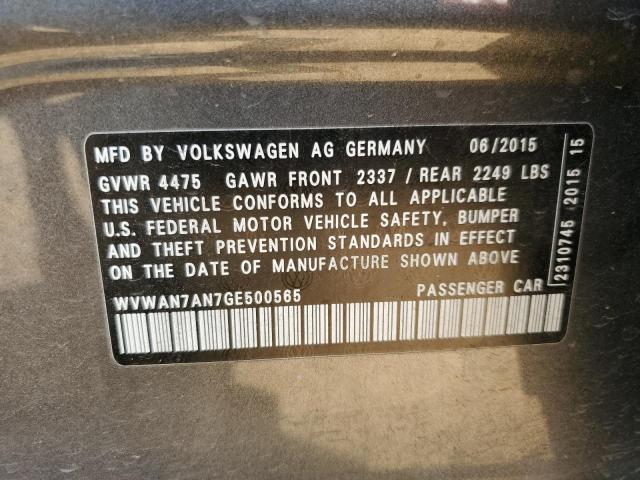 MFD BY VOLKSWAGEN AG GERMANY 06/2015
GVWR 4475 GAWR FRONT 2337 / REAR 2249 LBS
THIS VEHICLE CONFORMS TO ALL APPLICABLE
U.S. FEDERAL MOTOR VEHICLE SAFETY, BUMPER
AND THEFT PREVENTION STANDARDS IN EFFECT
ON THE DATE OF MANUFACTURE SHOWN ABOVE
WVWAN7AN7GE500565 PASSENGER CAR
2310745 2015 15